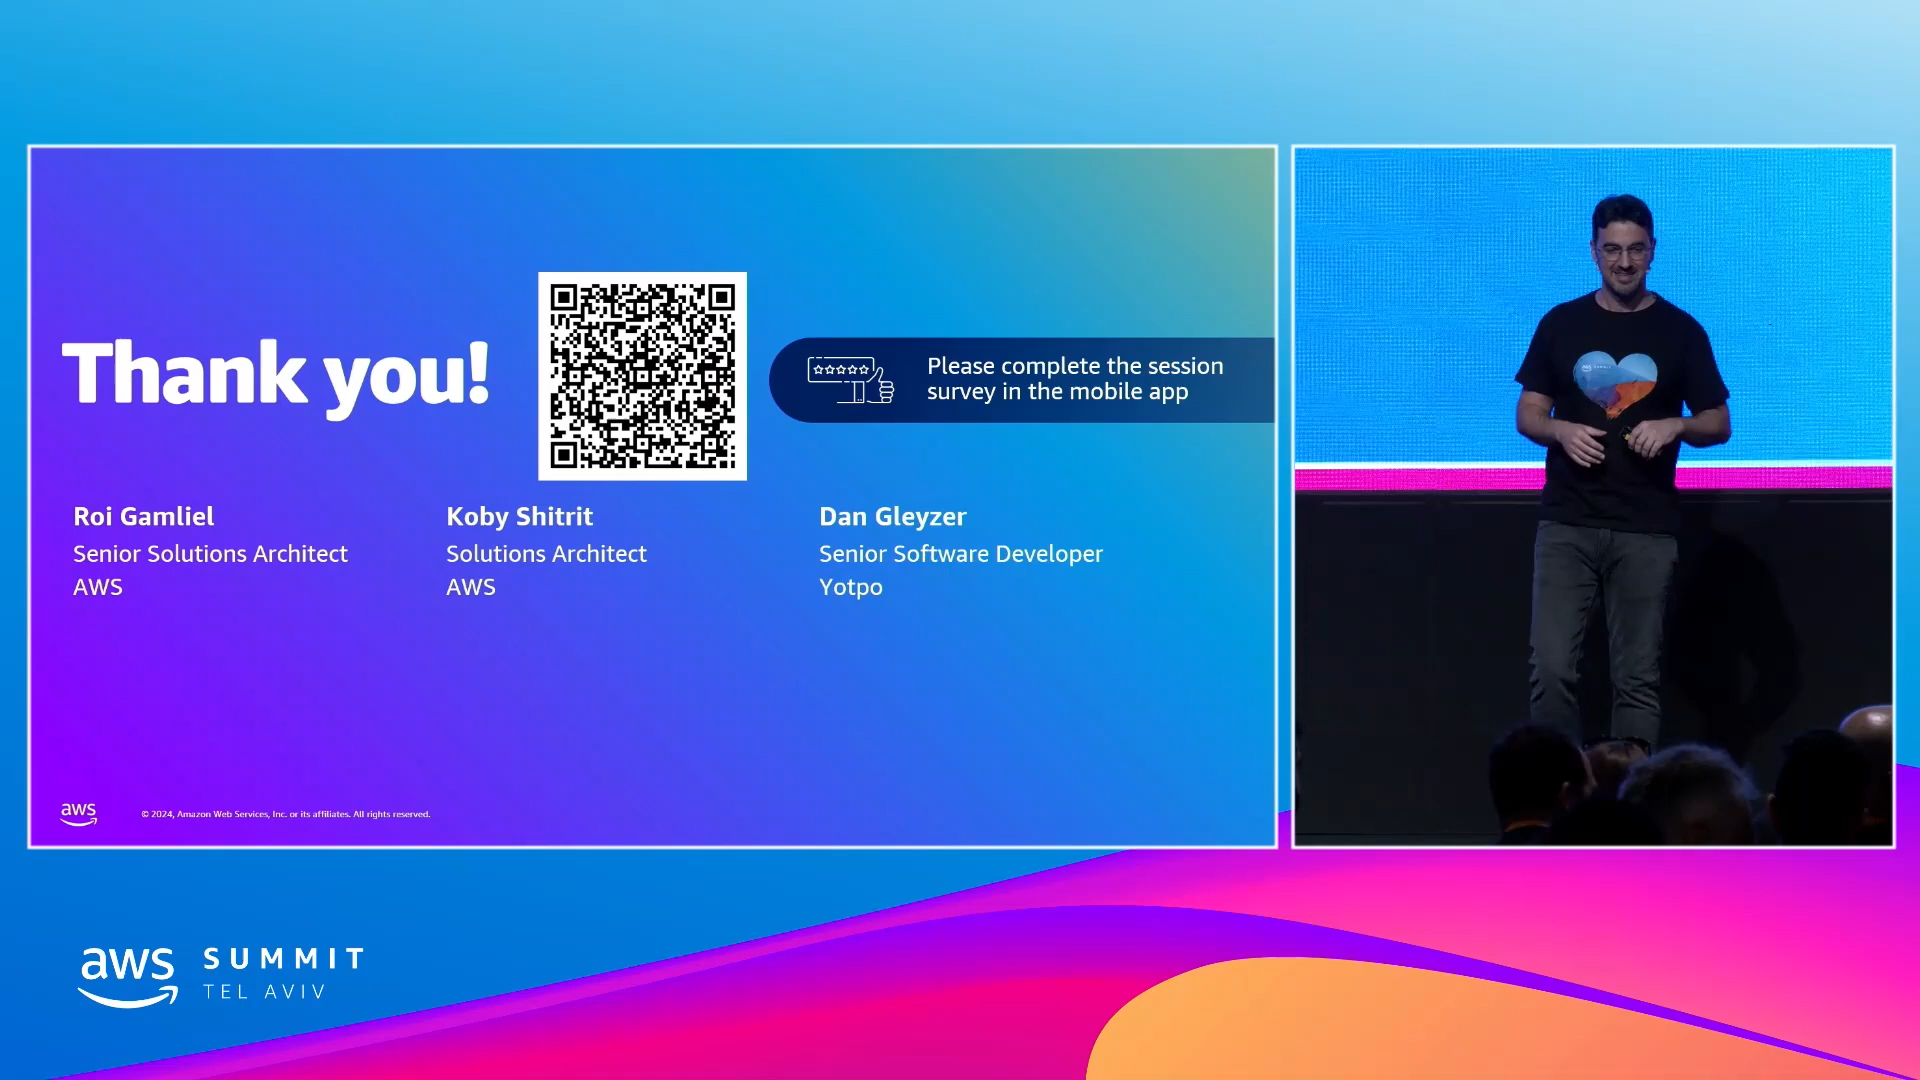 Thank you!
Please complete the session
survey in the mobile app
Roi Gamliel
Senior Solutions Architect
AWS
Koby Shitrit
Solutions Architect
AWS
Dan Gleyzer
Senior Software Developer
Yotpo
aws
© 2024, Amazon Web Services, Inc. or its affiliates. All rights reserved.
aws SUMMIT
TEL AVIV